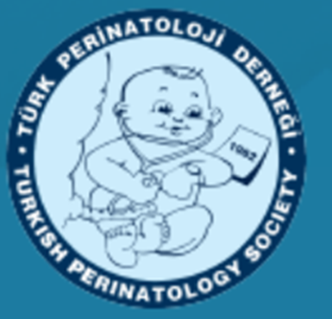 TÜRK PERİNATOLOJİ DERNEĞİ
1992
TURKISH PERINATOLOGY SOCIETY